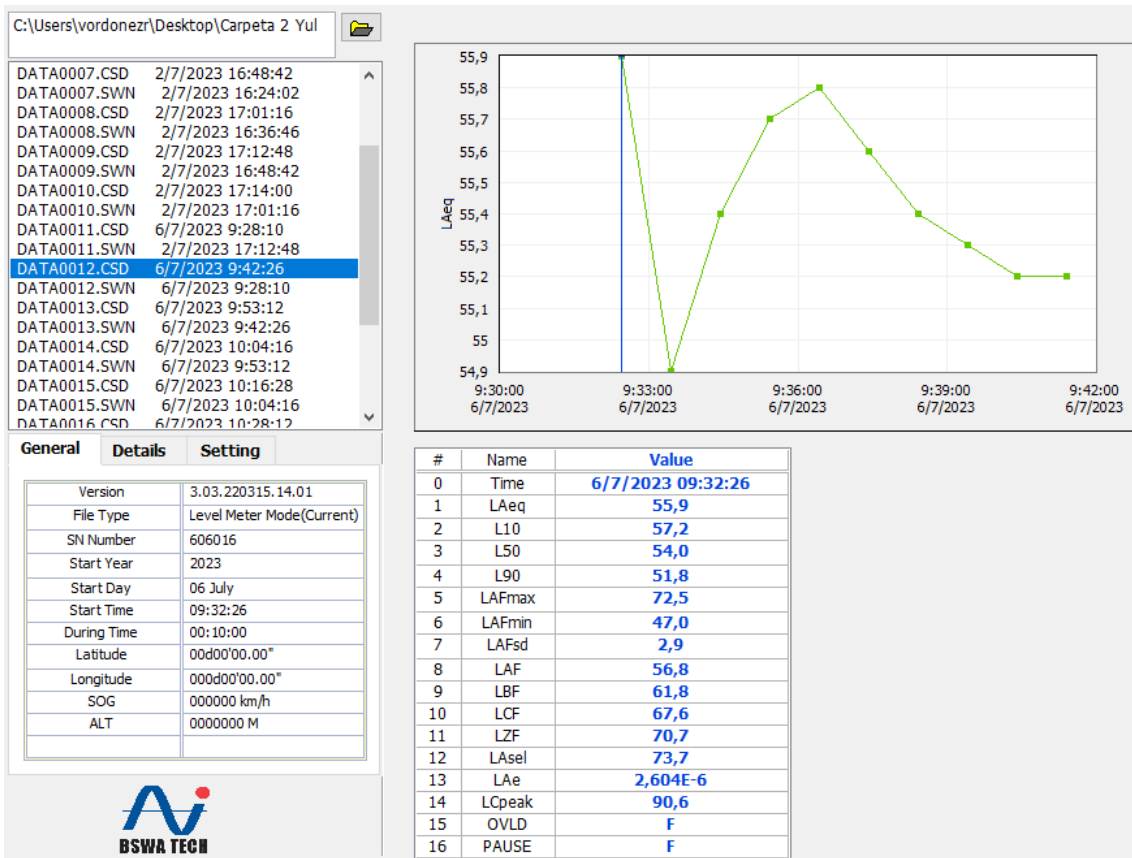 C:\Users\vordonezr\Desktop\Carpeta 2 Yul
DATA0007.CSD 2/7/2023 16:48:42
DATA0007.SWN 2/7/2023 16:24:02
DATA0008.CSD 2/7/2023 17:01:16
DATA0008.SWN 2/7/2023 16:36:46
DATA0009.CSD 2/7/2023 17:12:48
DATA0009.SWN 2/7/2023 16:48:42
DATA0010.CSD 2/7/2023 17:14:00
DATA0010.SWN 2/7/2023 17:01:16
DATA0011.CSD 6/7/2023 9:28:10
DATA0011.SWN 2/7/2023 17:12:48
DATA0012.CSD 6/7/2023 9:42:26
DATA0012.SWN 6/7/2023 9:28:10
DATA0013.CSD 6/7/2023 9:53:12
DATA0013.SWN 6/7/2023 9:42:26
DATA0014.CSD 6/7/2023 10:04:16
DATA0014.SWN 6/7/2023 9:53:12
DATA0015.CSD 6/7/2023 10:16:28
DATA0015.SWN 6/7/2023 10:04:16
DATA0016.CSD 6/7/2023 10:28:12
General Details Setting
Version 3.03.220315.14.01
File Type Level Meter Mode(Current)
SN Number 606016
Start Year 2023
Start Day 06 July
Start Time 09:32:26
During Time 00:10:00
Latitude 00d00'00.00"
Longitude 000d00'00.00"
SOG 000000 km/h
ALT 0000000 M
BSWA TECH
LAeq
55,9
55,8
55,7
55,6
55,5
55,4
55,3
55,2
55,1
55
54,9
9:30:00 9:33:00 9:36:00 9:39:00 9:42:00
6/7/2023 6/7/2023 6/7/2023 6/7/2023 6/7/2023
# Name Value
0 Time 6/7/2023 09:32:26
1 LAeq 55,9
2 L10 57,2
3 L50 54,0
4 L90 51,8
5 LAFmax 72,5
6 LAFmin 47,0
7 LAFsd 2,9
8 LAF 56,8
9 LBF 61,8
10 LCF 67,6
11 LZF 70,7
12 LAsel 73,7
13 LAe 2,604E-6
14 LCpeak 90,6
15 OVLD F
16 PAUSE F